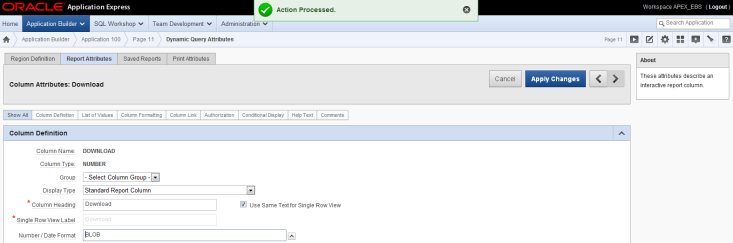 ORACLE Application Express
Action Processed.
Workspace APEX_EBS ( Logout )
Home Application Builder SQL Workshop Team Development Administration
Search Application
Application Builder Application 100 Page 11 Dynamic Query Attributes
Page 11
Region Definition Report Attributes Saved Reports Print Attributes
Column Attributes: Download
Cancel Apply Changes
About
These attributes describe an
interactive report column.
Show All Column Definition List of Values Column Formatting Column Link Authorization Conditional Display Help Text Comments
Column Definition
Column Name: DOWNLOAD
Column Type: NUMBER
Group - Select Column Group -
Display Type Standard Report Column
* Column Heading Download Use Same Text for Single Row View
* Single Row View Label Download
Number / Date Format BLOB